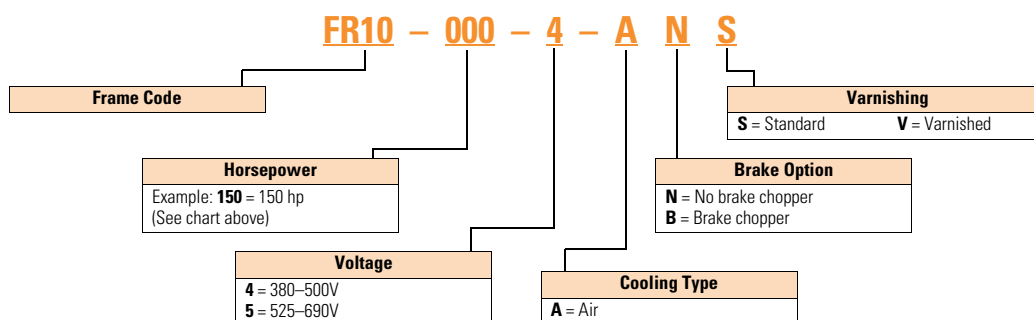 FR10 – 000 – 4 – A N S
Frame Code
Varnishing
S = Standard V = Varnished
Horsepower
Example: 150 = 150 hp
(See chart above)
Brake Option
N = No brake chopper
B = Brake chopper
Voltage
4 = 380–500V
5 = 525–690V
Cooling Type
A = Air